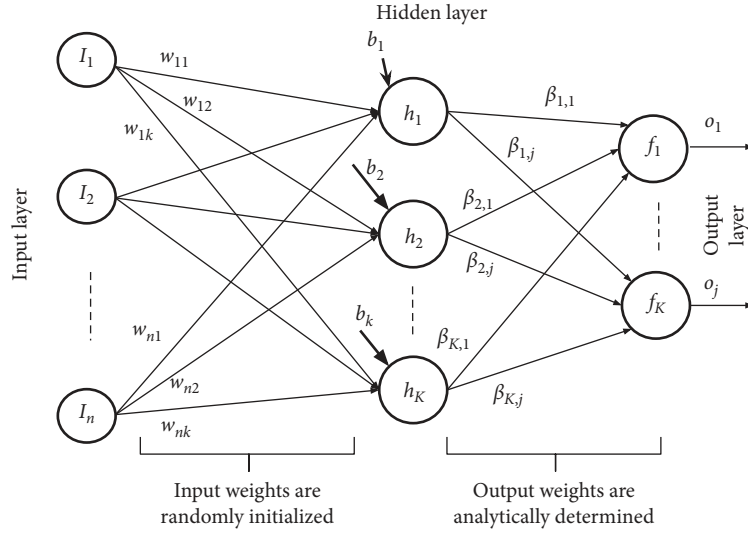 Hidden layer
Input layer
I1
I2
In
w11
w12
w1k
wn1
wn2
wnk
b1
b2
bk
h1
h2
hK
β1,1
β1,j
β2,1
β2,j
βK,1
βK,j
f1
fK
o1
oj
Output
layer
Input weights are
randomly initialized
Output weights are
analytically determined